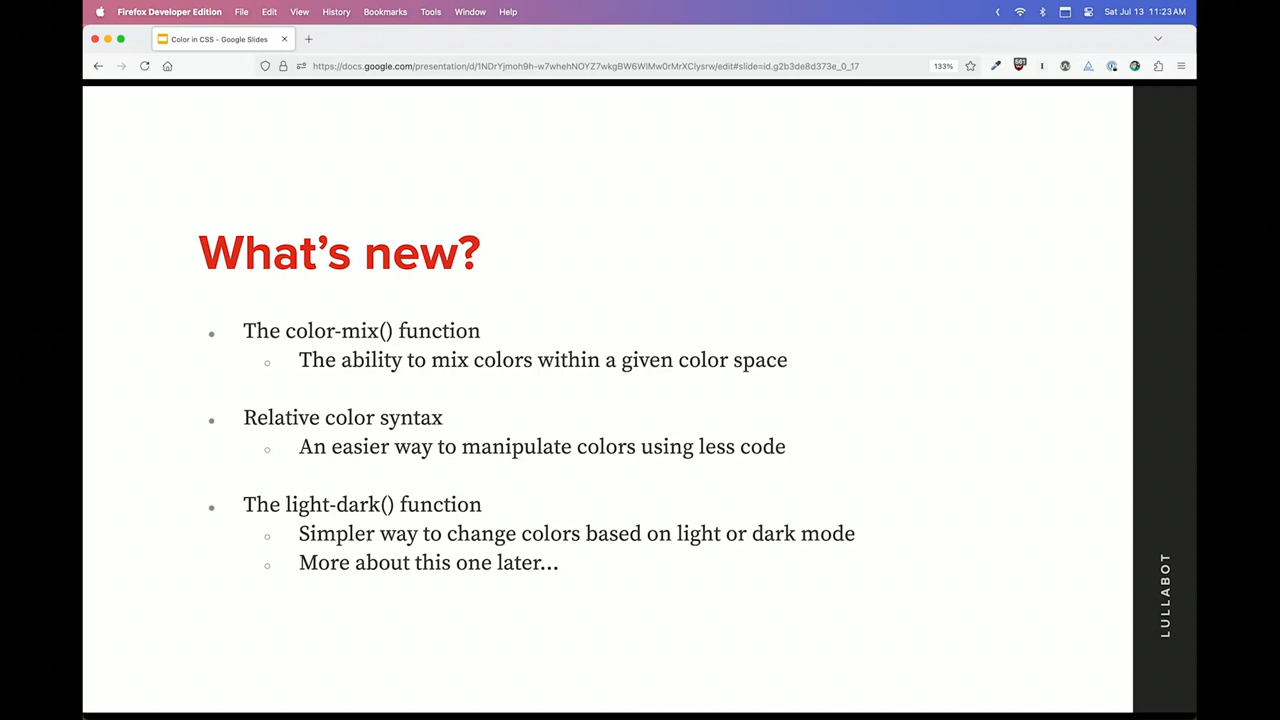 Firefox Developer Edition File Edit View History Bookmarks Tools Window Help Sat Jul 13 11:23 AM
Color in CSS - Google Slides
133%
561
What's new?
The color-mix() function
The ability to mix colors within a given color space
Relative color syntax
An easier way to manipulate colors using less code
The light-dark() function
Simpler way to change colors based on light or dark mode
More about this one later...
LULLABOT